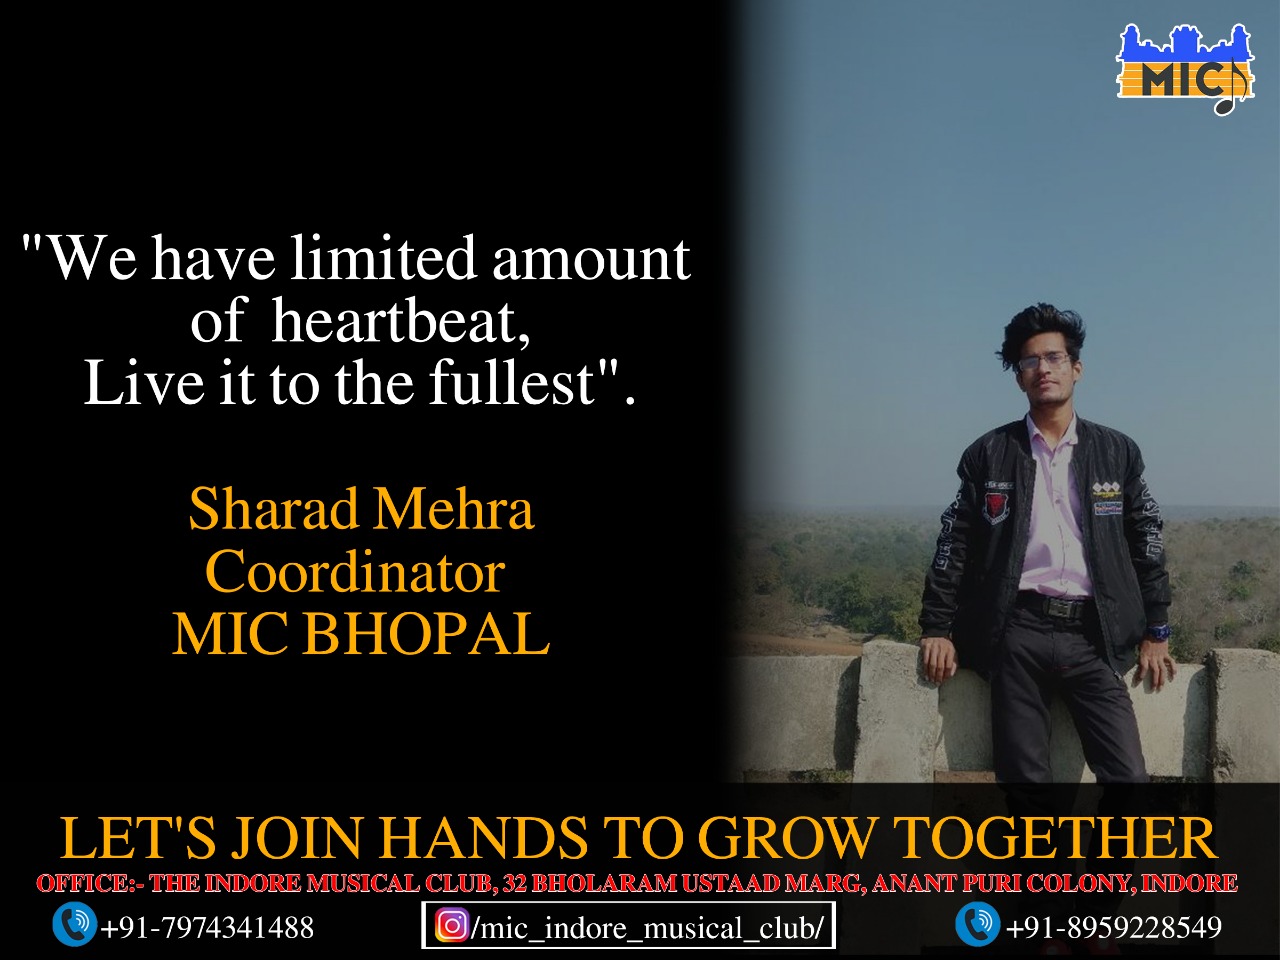 MIC
"We have limited amount
of heartbeat,
Live it to the fullest".
Sharad Mehra
Coordinator
MIC BHOPAL
LET'S JOIN HANDS TO GROW TOGETHER
OFFICE:- THE INDORE MUSICAL CLUB, 32 BHOLARAM USTAAD MARG, ANANT PURI COLONY, INDORE
+91-7974341488
/mic_indore_musical_club/
+91-8959228549